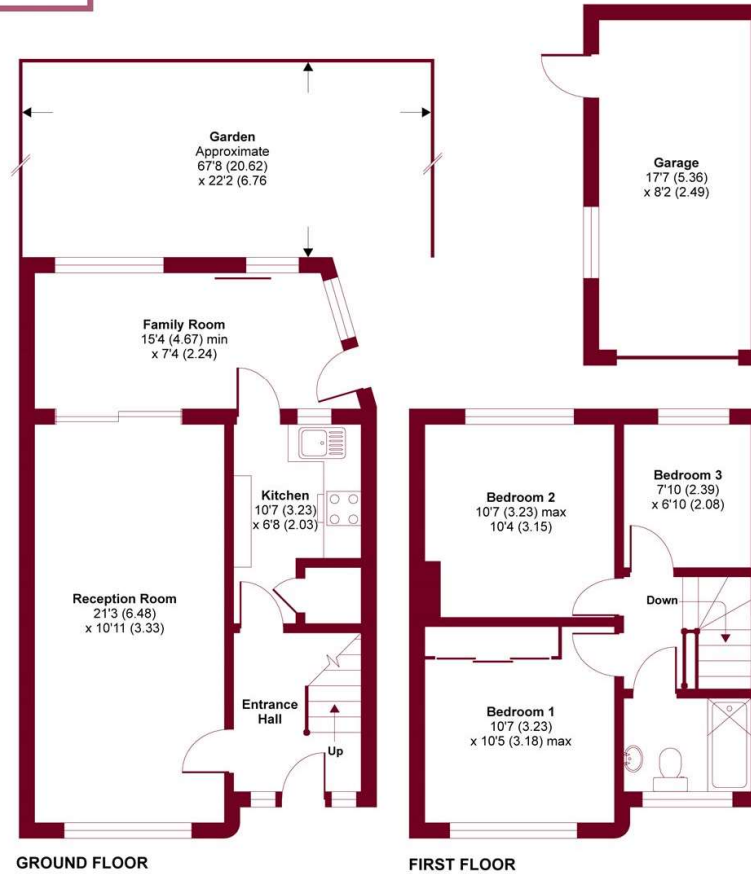 Garden
Approximate
67'8 (20.62)
x 22'2 (6.76
Garage
17'7 (5.36)
x 8'2 (2.49)
Family Room
15'4 (4.67) min
x 7'4 (2.24)
Kitchen
10'7 (3.23)
x 6'8 (2.03)
Reception Room
21'3 (6.48)
x 10'11 (3.33)
Entrance
Hall
Up
Bedroom 2
10'7 (3.23) max
10'4 (3.15)
Bedroom 3
7'10 (2.39)
x 6'10 (2.08)
Down
Bedroom 1
10'7 (3.23)
x 10'5 (3.18) max
GROUND FLOOR
FIRST FLOOR